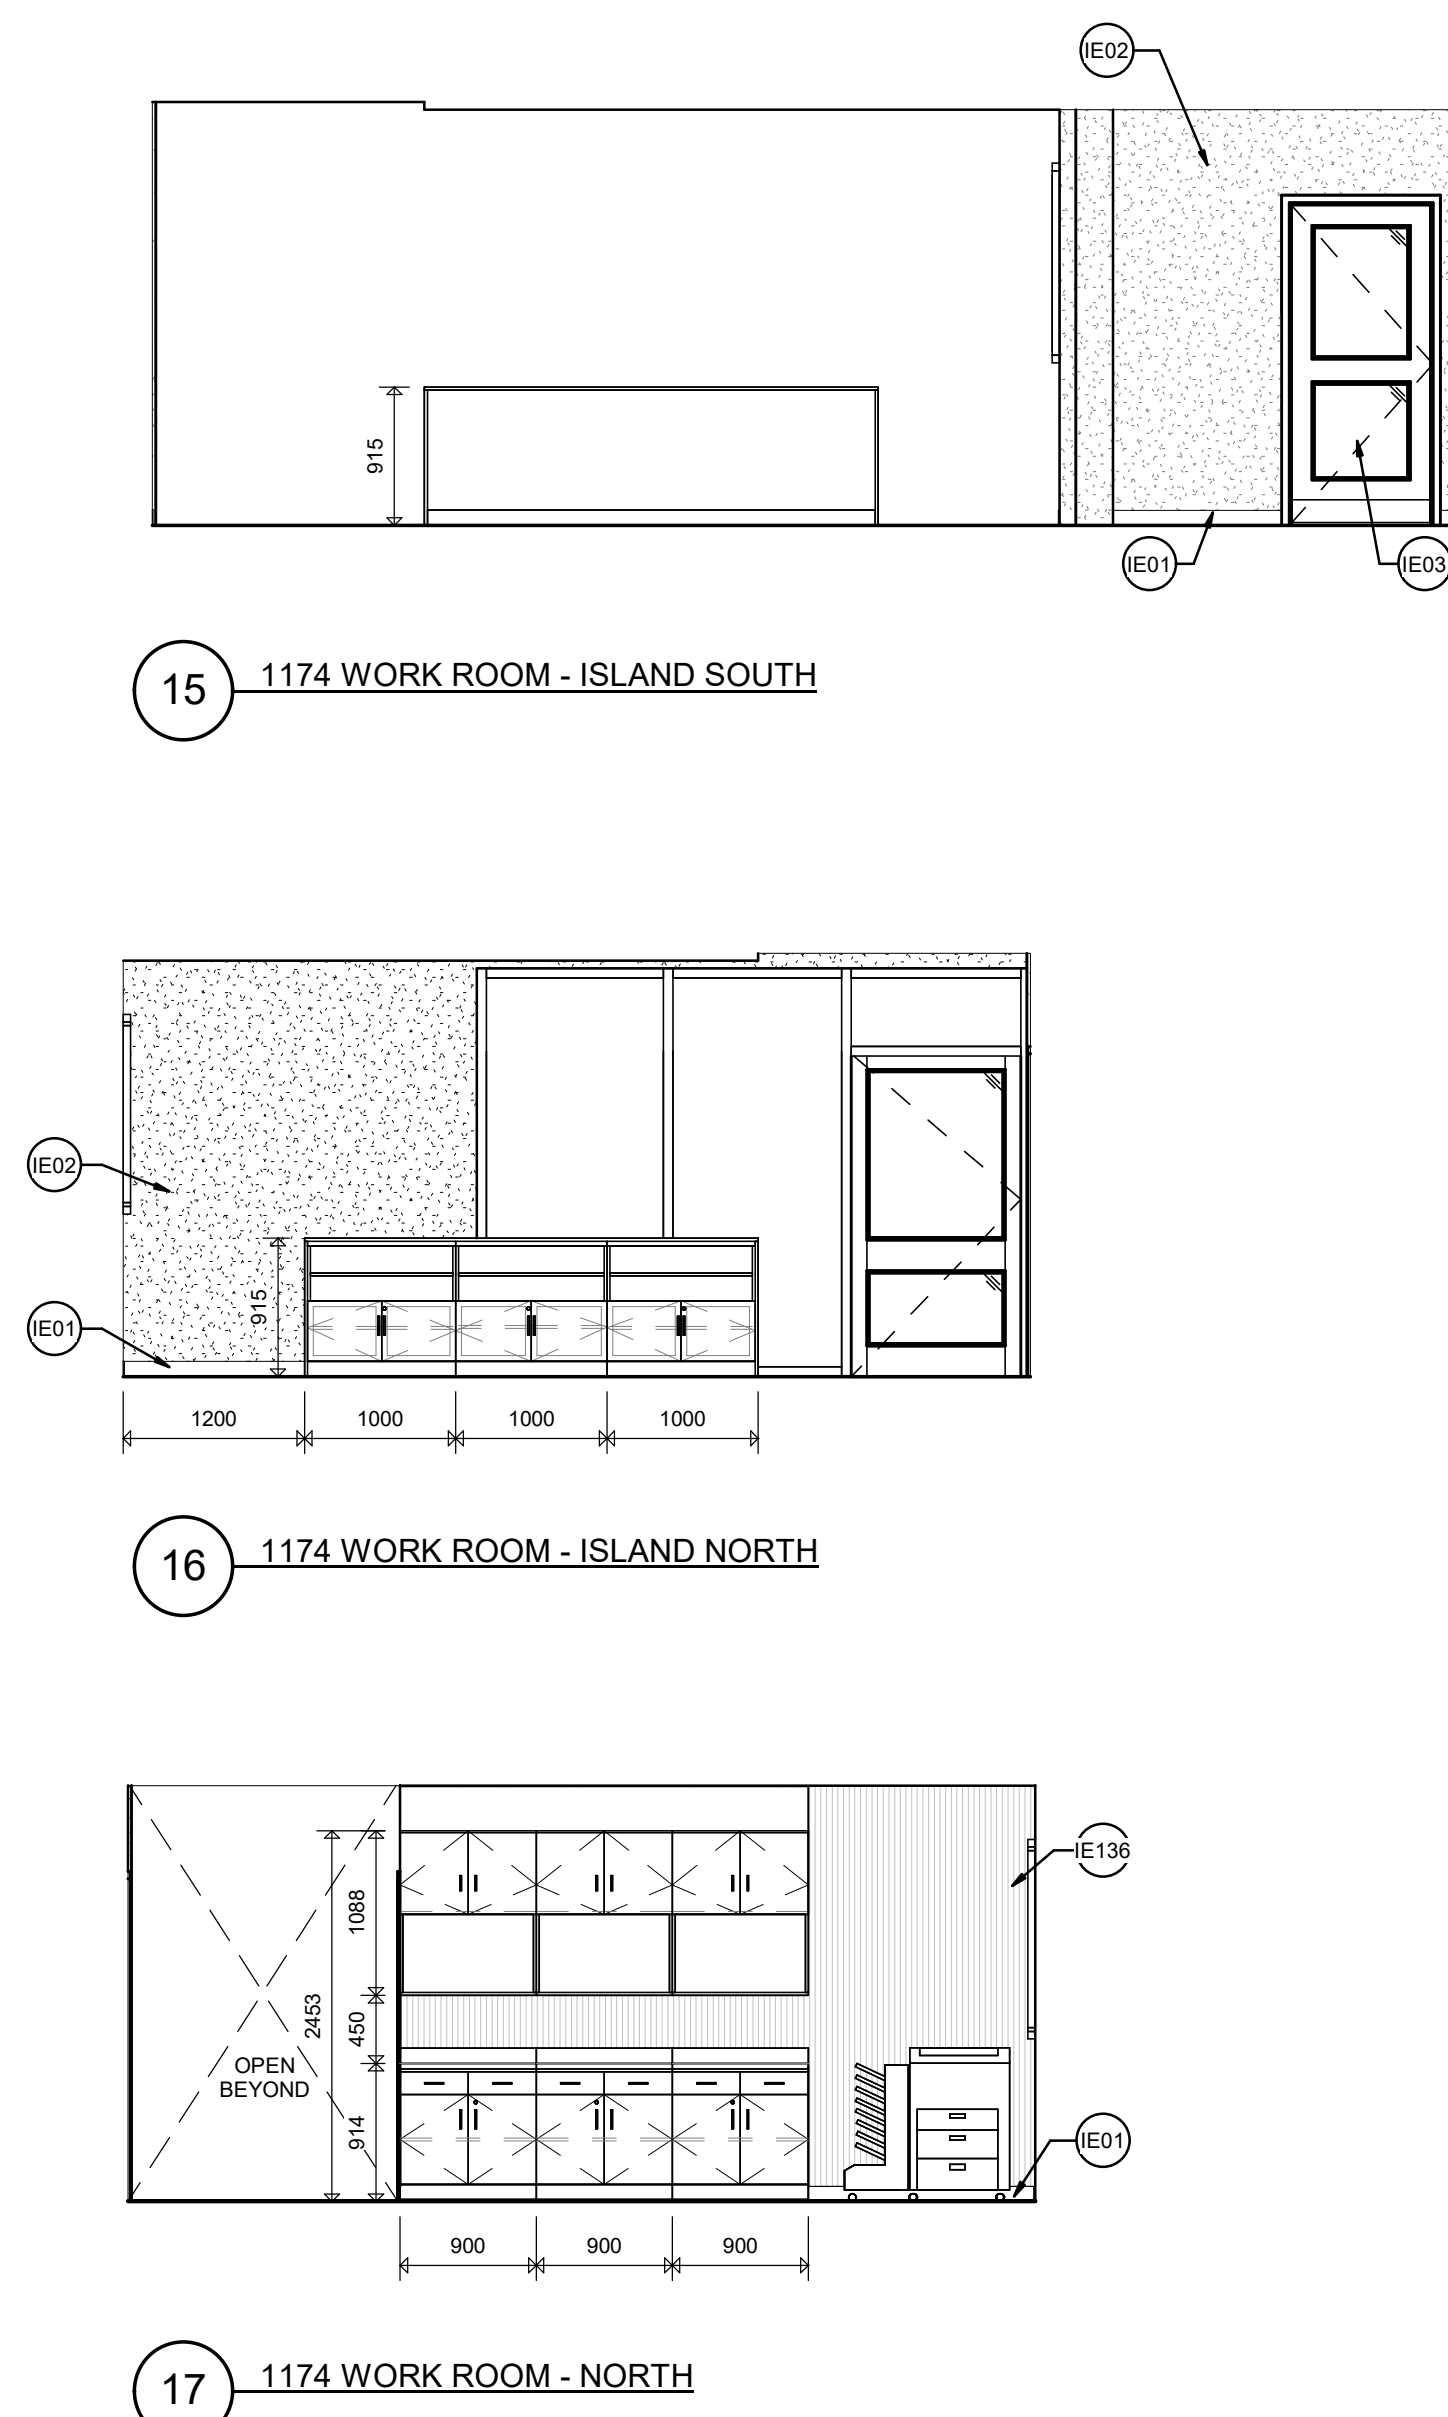 IE02
915
IE01
IE03
15
1174 WORK ROOM - ISLAND SOUTH
IE02
915
IE01
1200
1000
1000
1000
16
1174 WORK ROOM - ISLAND NORTH
IE136
1088
2453
450
OPEN
BEYOND
914
IE01
900
900
900
17
1174 WORK ROOM - NORTH